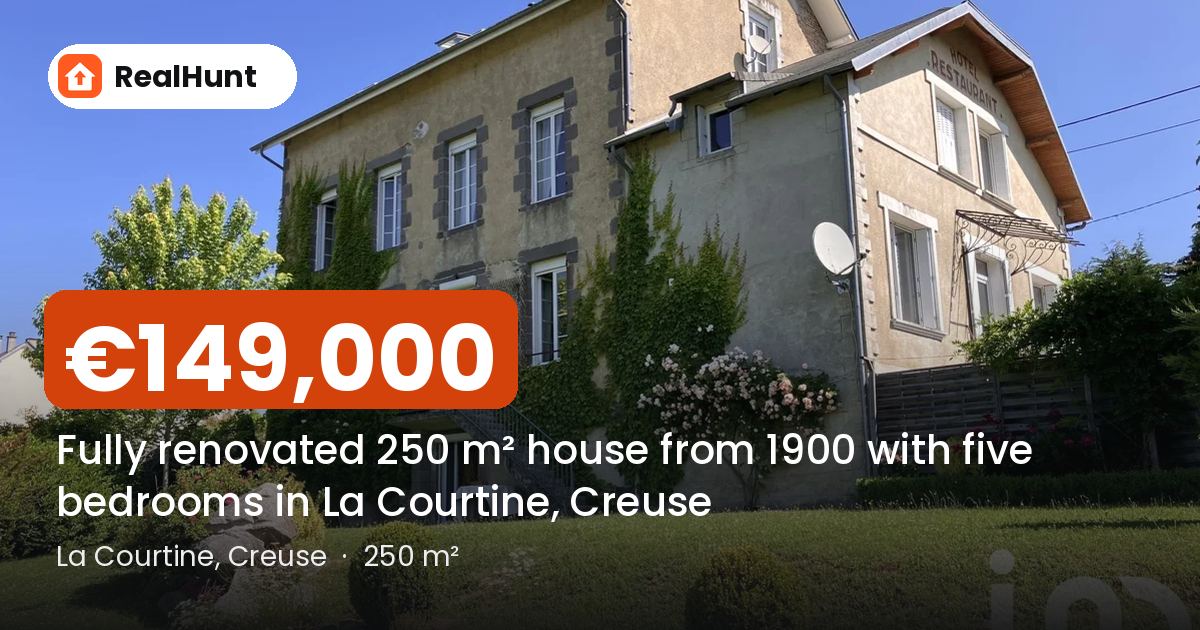 RealHunt
HOTEL
RESTAURANT
€149,000
Fully renovated 250 m² house from 1900 with five
bedrooms in La Courtine, Creuse
La Courtine, Creuse · 250 m²